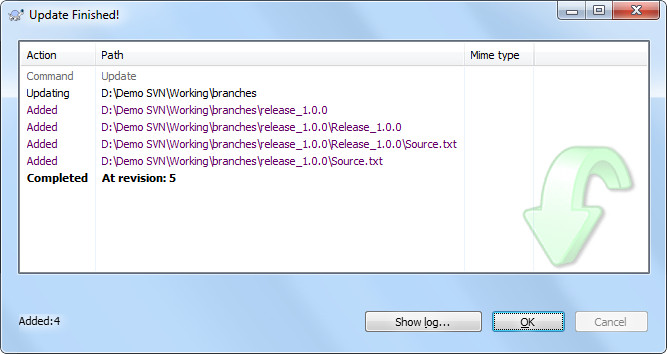 Update Finished!
Action Path Mime type
Command Update
Updating D:\Demo SVN\Working\branches
Added D:\Demo SVN\Working\branches\release_1.0.0
Added D:\Demo SVN\Working\branches\release_1.0.0\Release_1.0.0
Added D:\Demo SVN\Working\branches\release_1.0.0\Release_1.0.0\Source.txt
Added D:\Demo SVN\Working\branches\release_1.0.0\Source.txt
Completed At revision: 5
Added:4 Show log... OK Cancel